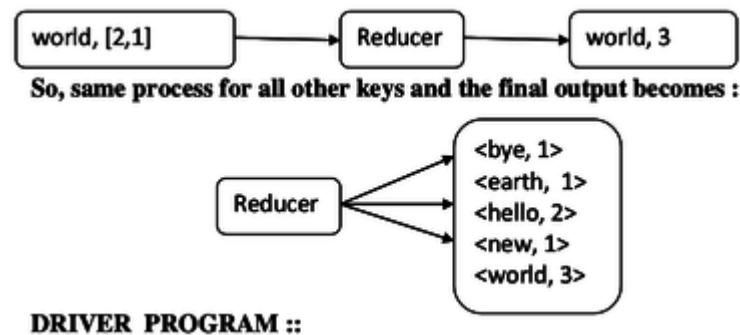 world, [2,1] Reducer world, 3
So, same process for all other keys and the final output becomes :
<bye, 1>
<earth, 1>
Reducer <hello, 2>
<new, 1>
<world, 3>
DRIVER PROGRAM ::